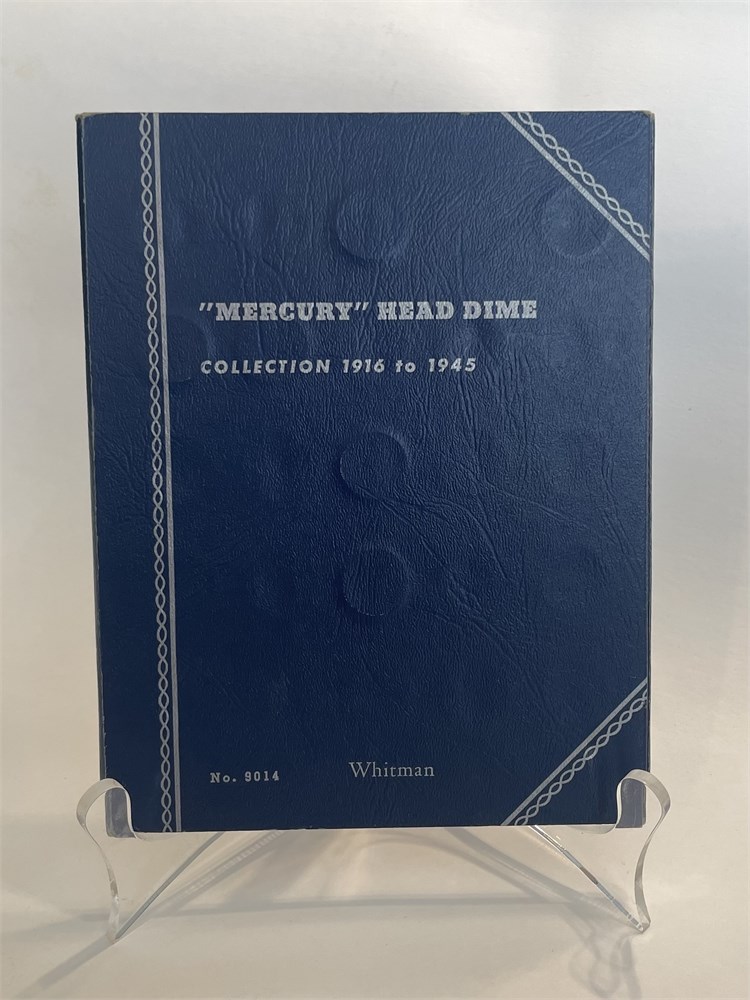 "MERCURY" HEAD DIME
COLLECTION 1916 to 1945
No. 9014
Whitman